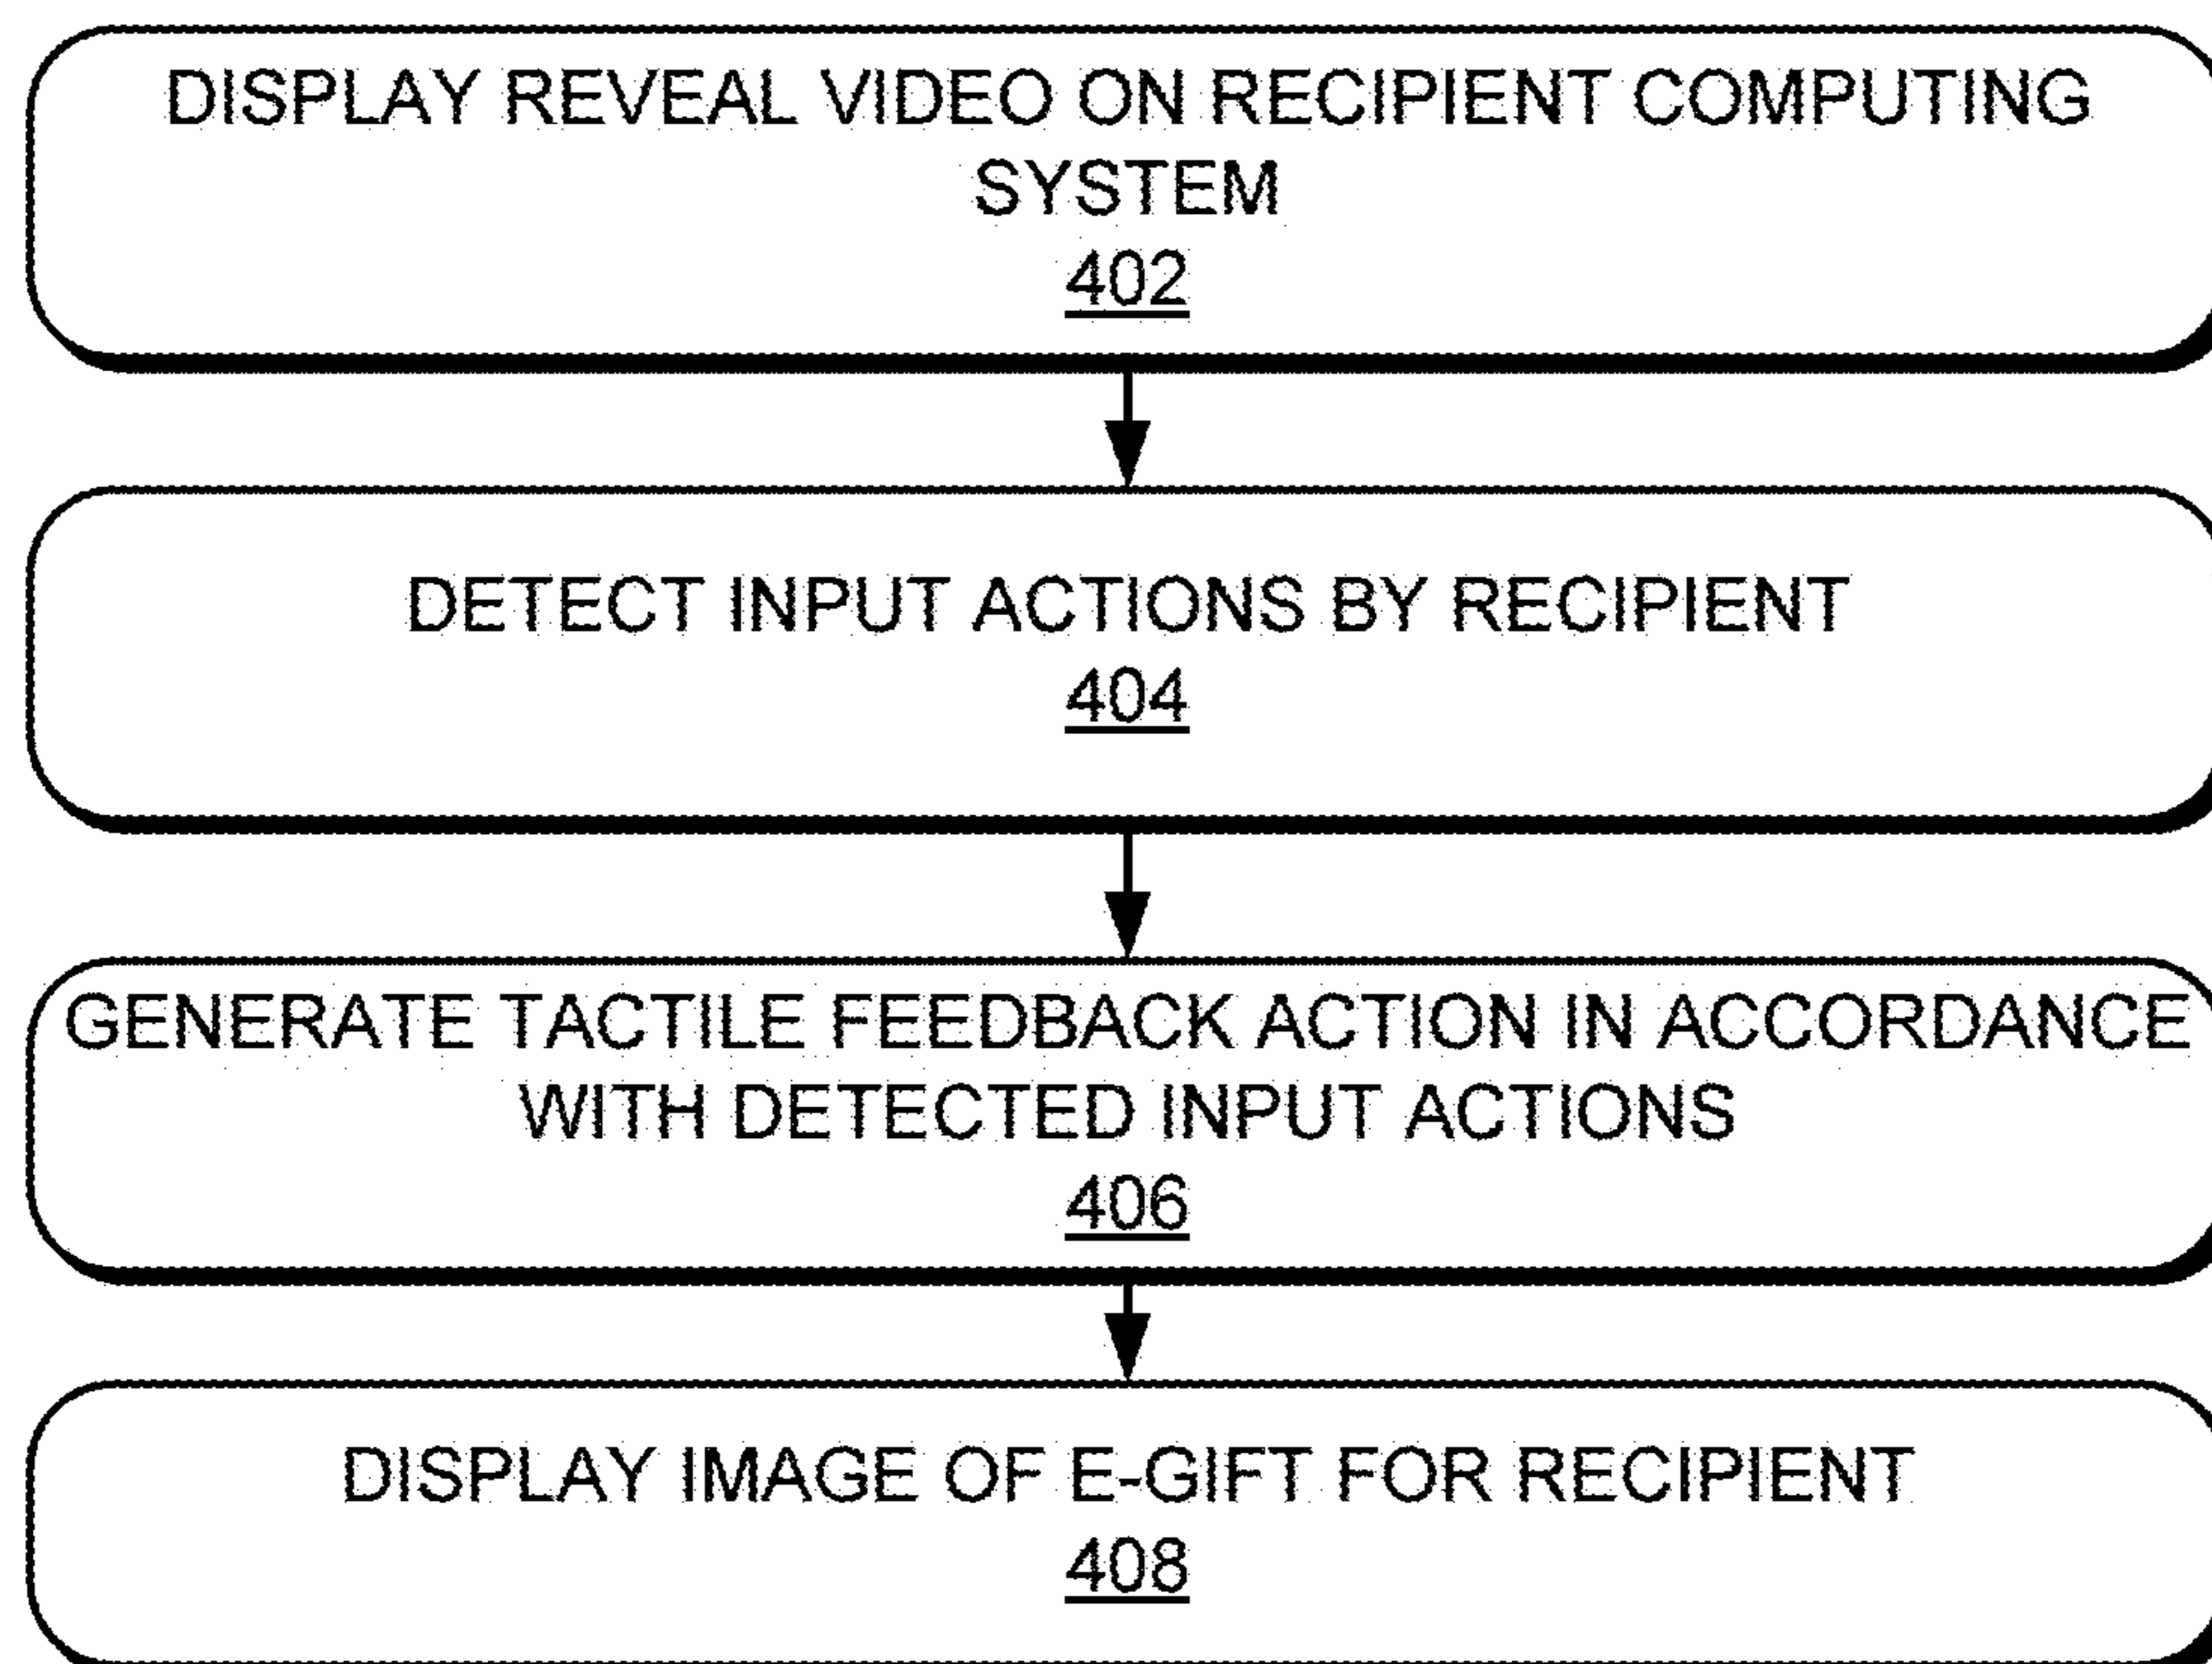 DISPLAY REVEAL VIDEO ON RECIPIENT COMPUTING
SYSTEM
402
DETECT INPUT ACTIONS BY RECIPIENT
404
GENERATE TACTILE FEEDBACK ACTION IN ACCORDANCE
WITH DETECTED INPUT ACTIONS
406
DISPLAY IMAGE OF E-GIFT FOR RECIPIENT
408